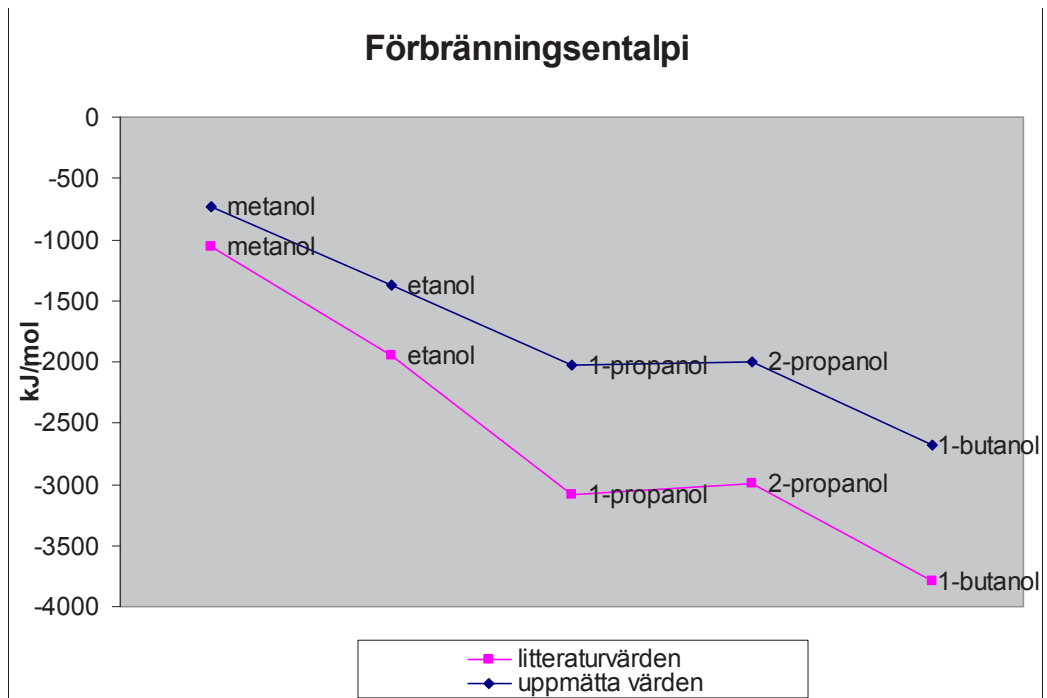 Förbränningsentalpi
0
-500
-1000
-1500
-2000
-2500
-3000
-3500
-4000
kJ/mol
metanol
metanol
etanol
etanol
1-propanol
2-propanol
1-butanol
1-propanol
2-propanol
1-butanol
litteraturvärden
uppmätta värden